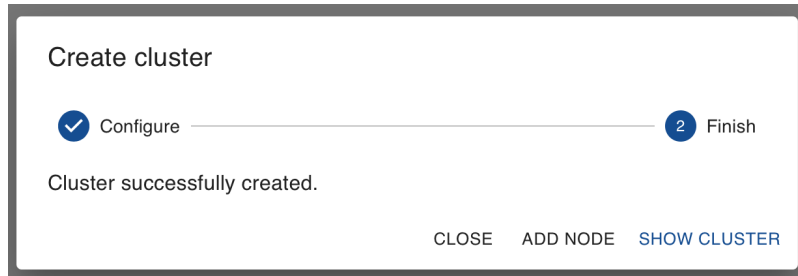 Create cluster
Configure 2 Finish
Cluster successfully created.
CLOSE ADD NODE SHOW CLUSTER